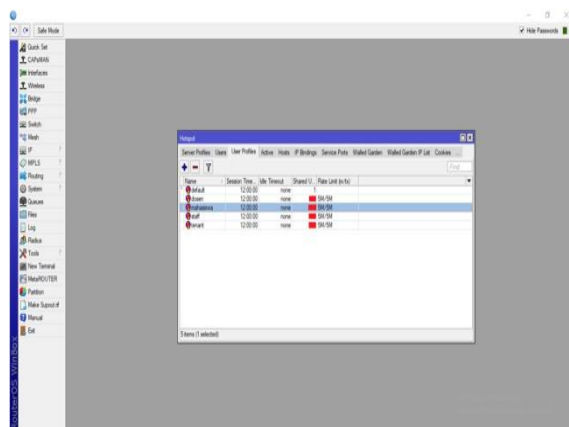 Safe Mode
Hide Passwords
Quick Set
CAPsMAN
Interfaces
Wireless
Bridge
PPP
Switch
Mesh
IP
MPLS
Routing
System
Queues
Files
Log
Radius
Tools
New Terminal
MetaROUTER
Partition
Make Supout.rif
Manual
Exit
RouterOS WinBox
Hotspot
Server Profiles Users User Profiles Active Hosts IP Bindings Service Ports Walled Garden Walled Garden IP List Cookies ...
Find
Name Session Time... Idle Timeout Shared U... Rate Limit (rx/tx)
default 12:00:00 none 1
dosen 12:00:00 none 5M/5M
mahasiswa 12:00:00 none 5M/5M
staff 12:00:00 none 5M/5M
tenant 12:00:00 none 5M/5M
5 items (1 selected)